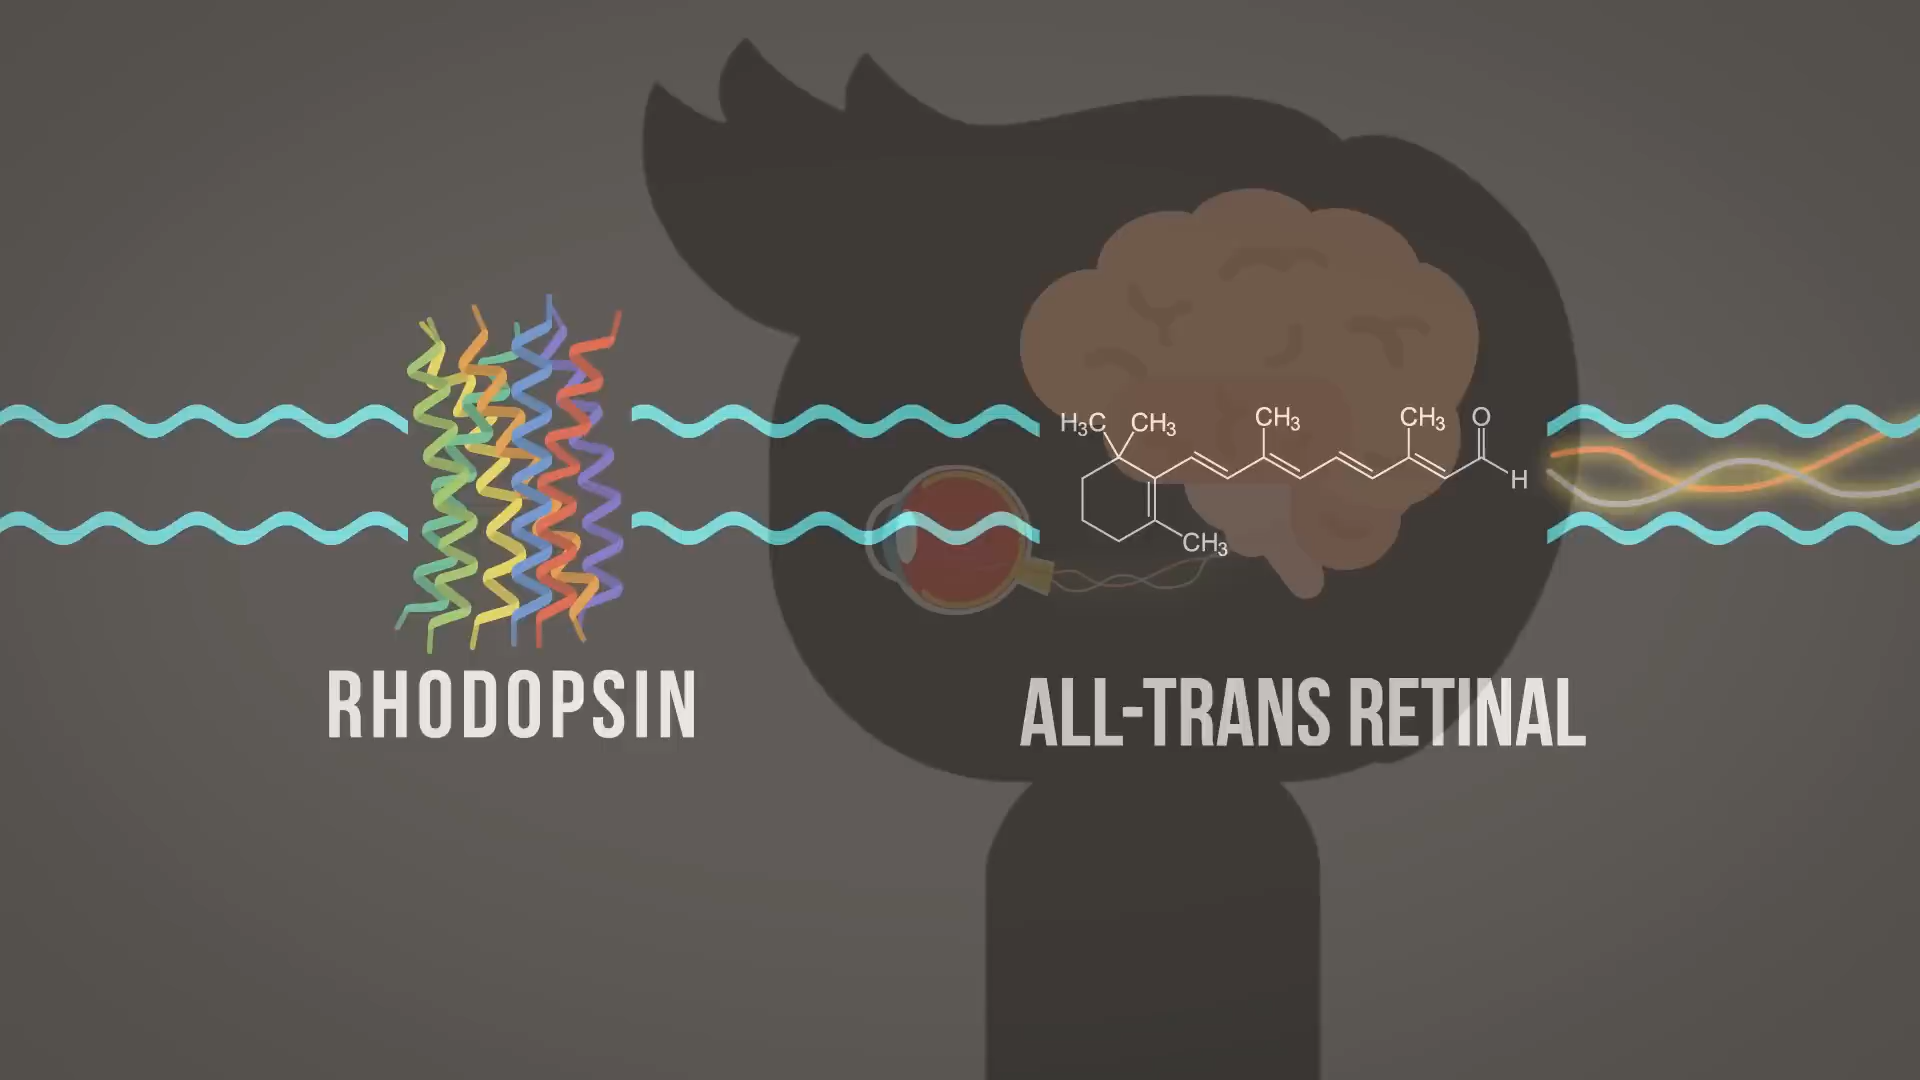 H₃C CH₃ CH₃ CH₃ O
H
CH₃
RHODOPSIN
ALL-TRANS RETINAL